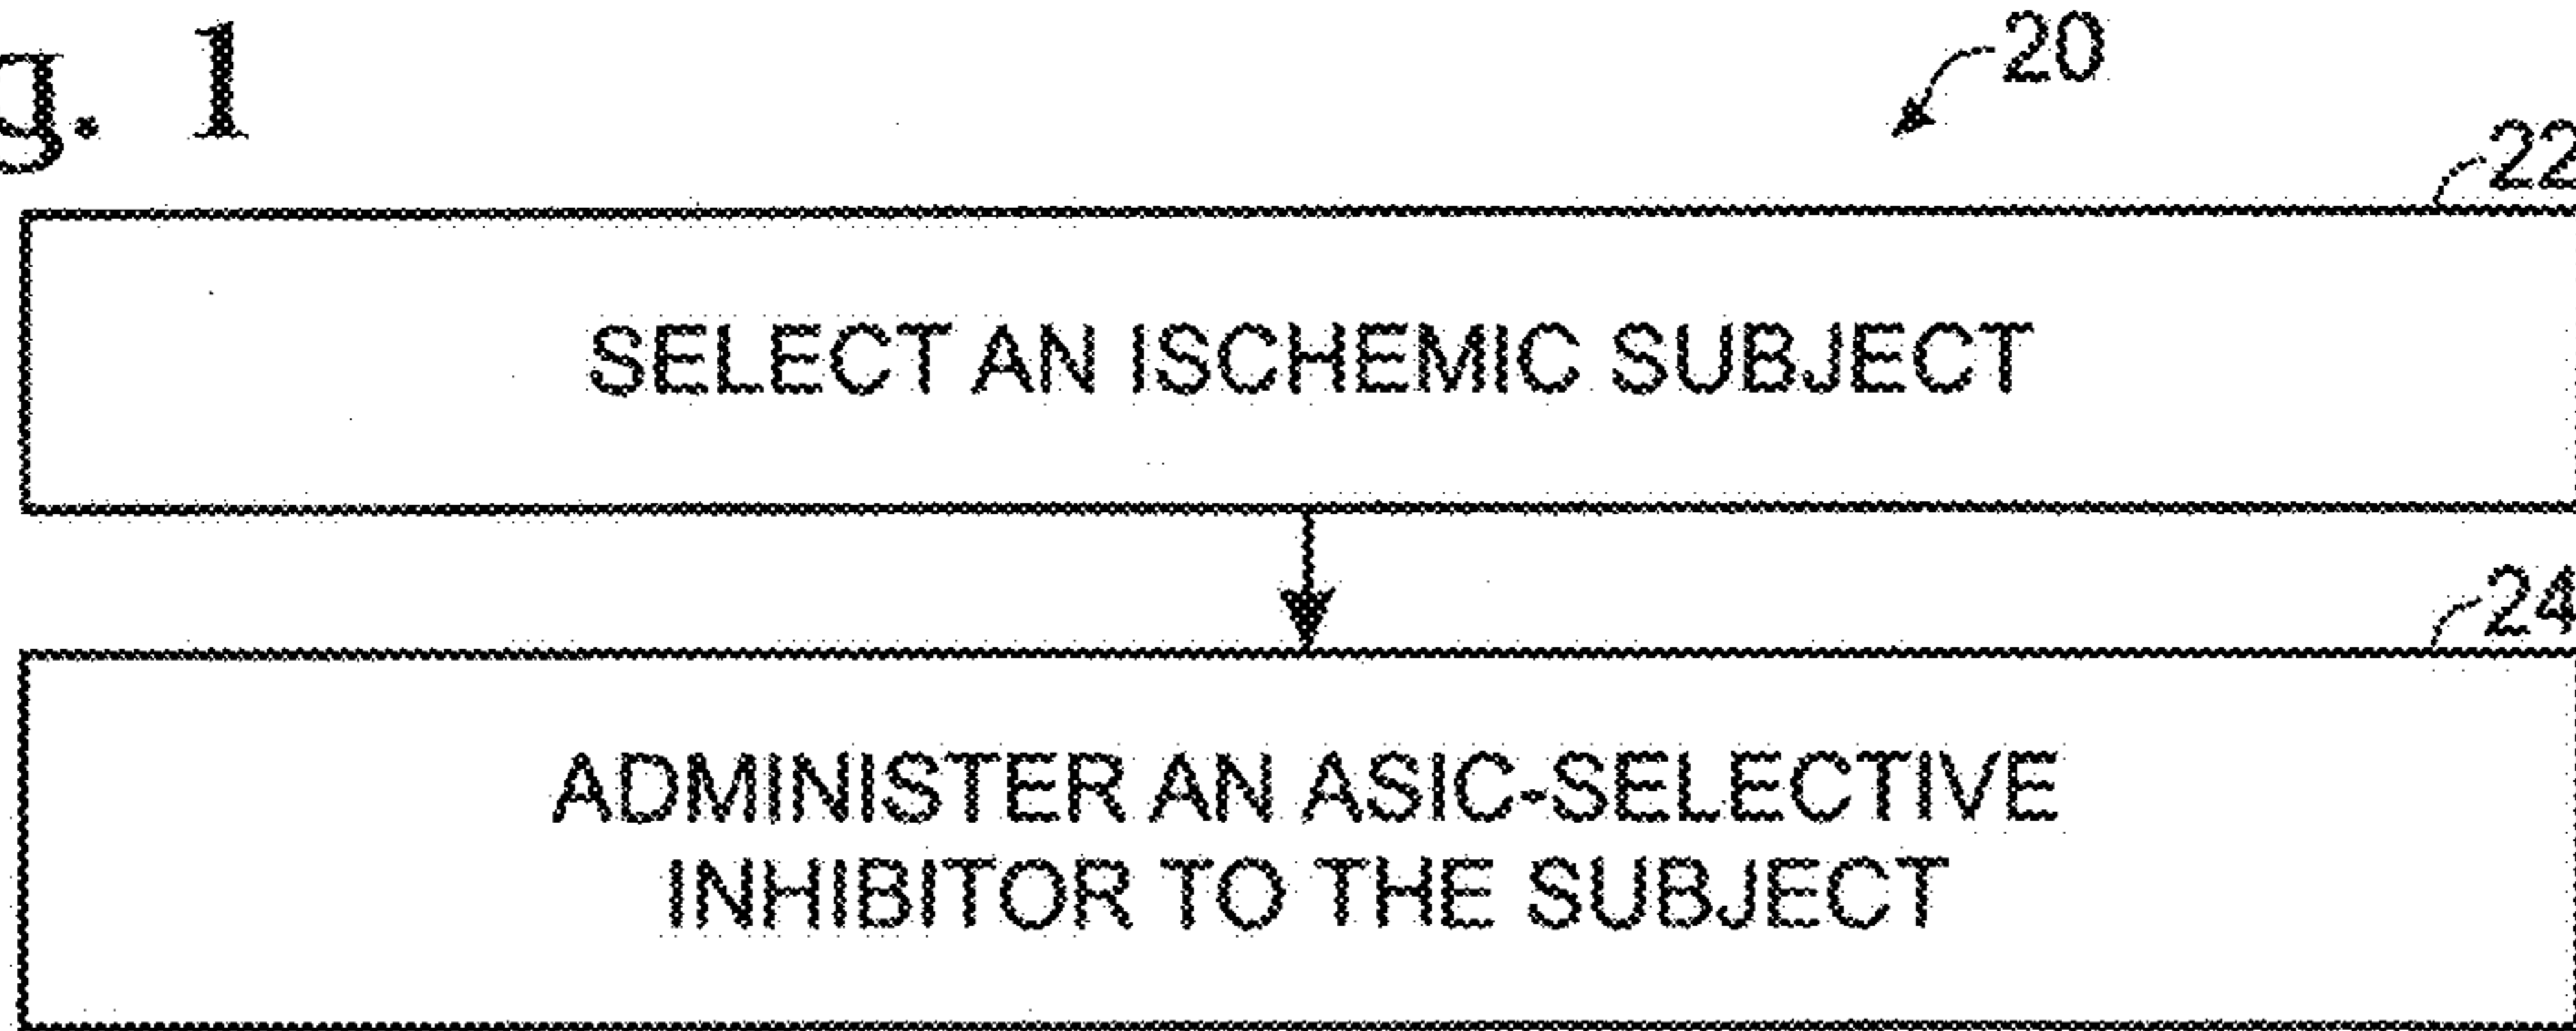 g. 1
20
22
SELECT AN ISCHEMIC SUBJECT
24
ADMINISTER AN ASIC-SELECTIVE
INHIBITOR TO THE SUBJECT